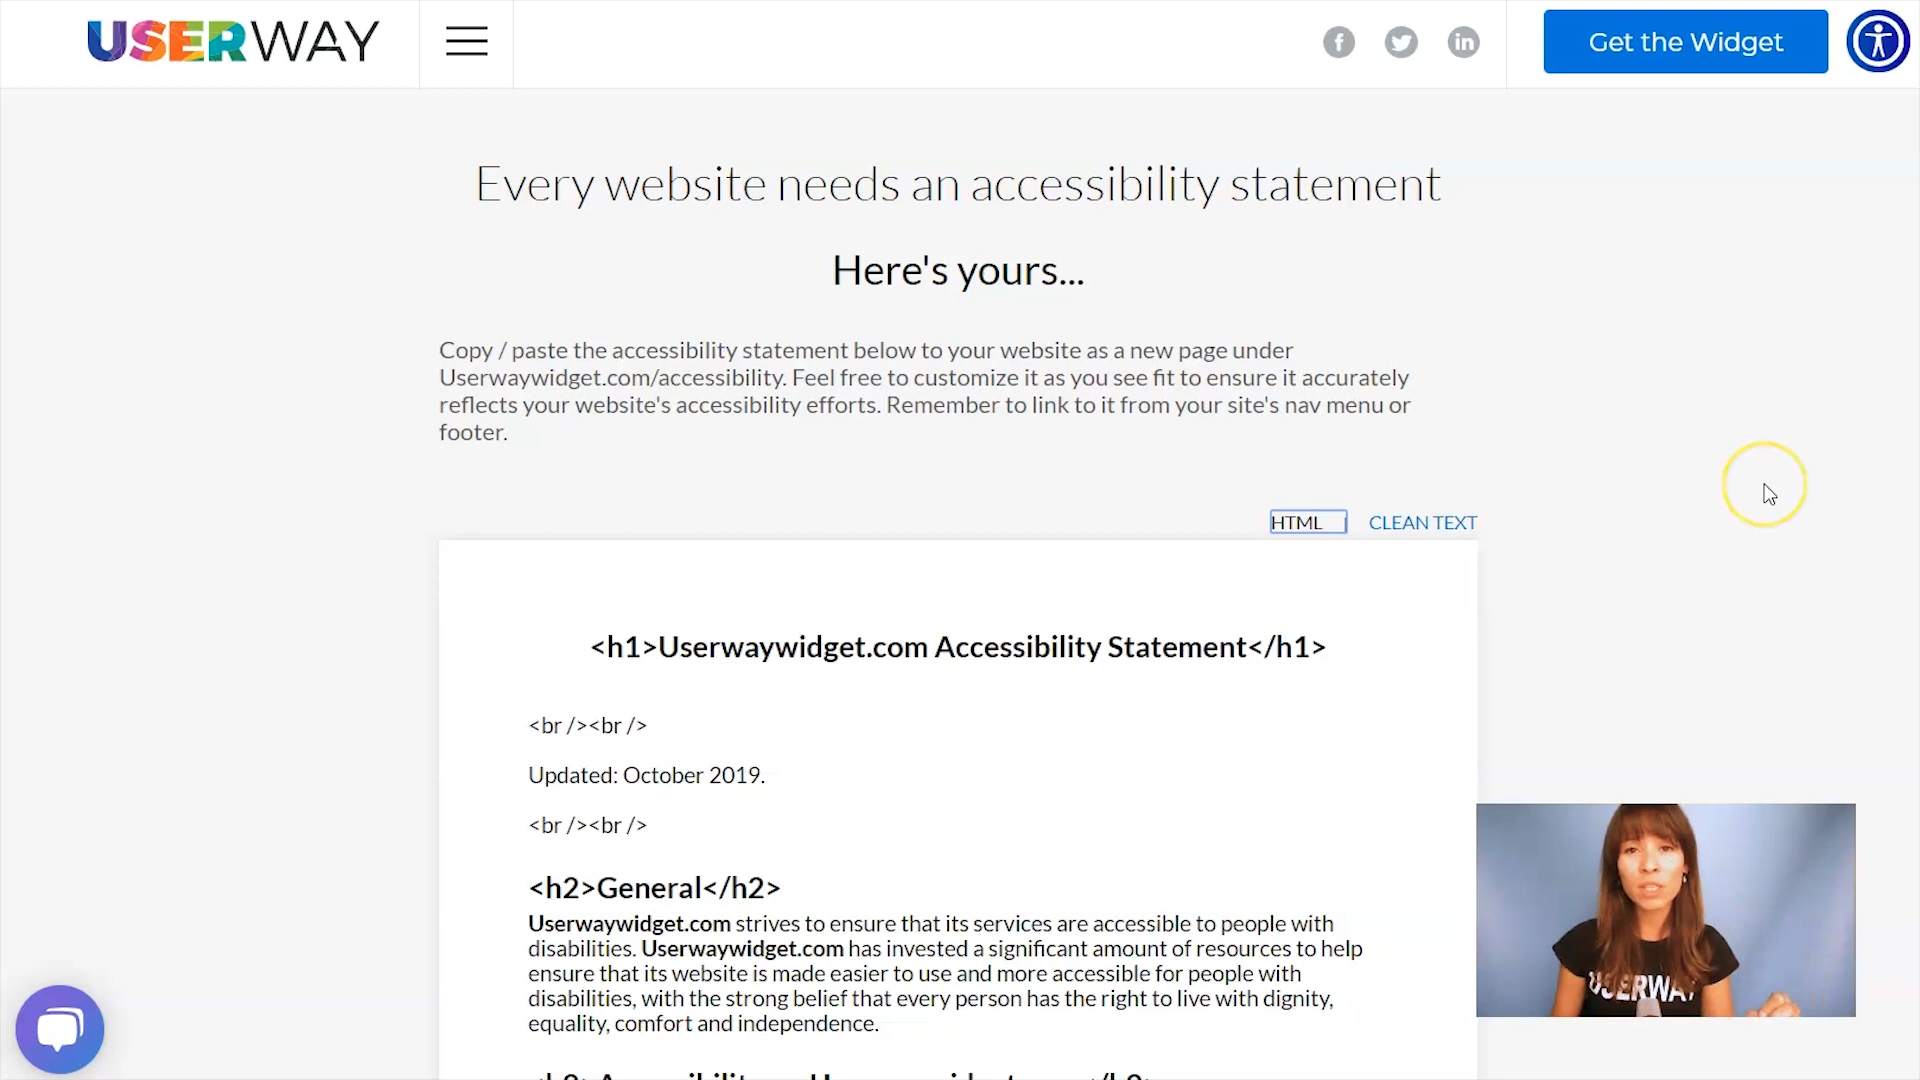 USERWAY
Get the Widget
Every website needs an accessibility statement
Here's yours...
Copy / paste the accessibility statement below to your website as a new page under
Userwaywidget.com/accessibility. Feel free to customize it as you see fit to ensure it accurately
reflects your website's accessibility efforts. Remember to link to it from your site's nav menu or
footer.
HTML CLEAN TEXT
<h1>Userwaywidget.com Accessibility Statement</h1>
<br /><br />
Updated: October 2019.
<br /><br />
<h2>General</h2>
Userwaywidget.com strives to ensure that its services are accessible to people with
disabilities. Userwaywidget.com has invested a significant amount of resources to help
ensure that its website is made easier to use and more accessible for people with
disabilities, with the strong belief that every person has the right to live with dignity,
equality, comfort and independence.
USERWAY